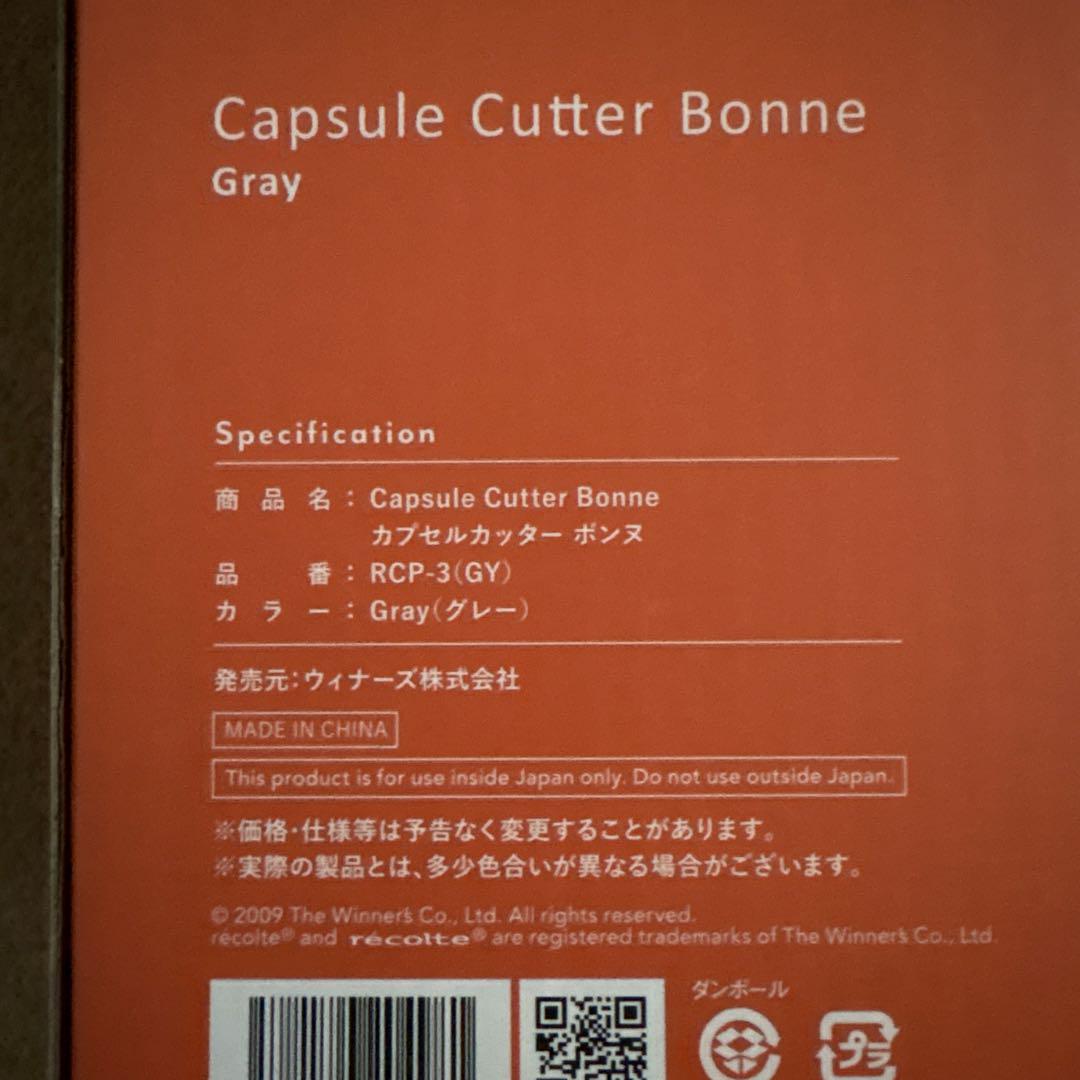 Capsule Cutter Bonne
Gray
Specification
商品名：Capsule Cutter Bonne
カプセルカッター ボンヌ
品番：RCP-3(GY)
カラー：Gray(グレー)
発売元：ウィナーズ株式会社
MADE IN CHINA
This product is for use inside Japan only. Do not use outside Japan.
※価格・仕様等は予告なく変更することがあります。
※実際の製品とは、多少色合いが異なる場合がございます。
© 2009 The Winner's Co., Ltd. All rights reserved.
récolte® and récolte® are registered trademarks of The Winner's Co., Ltd.
ダンボール
プラ